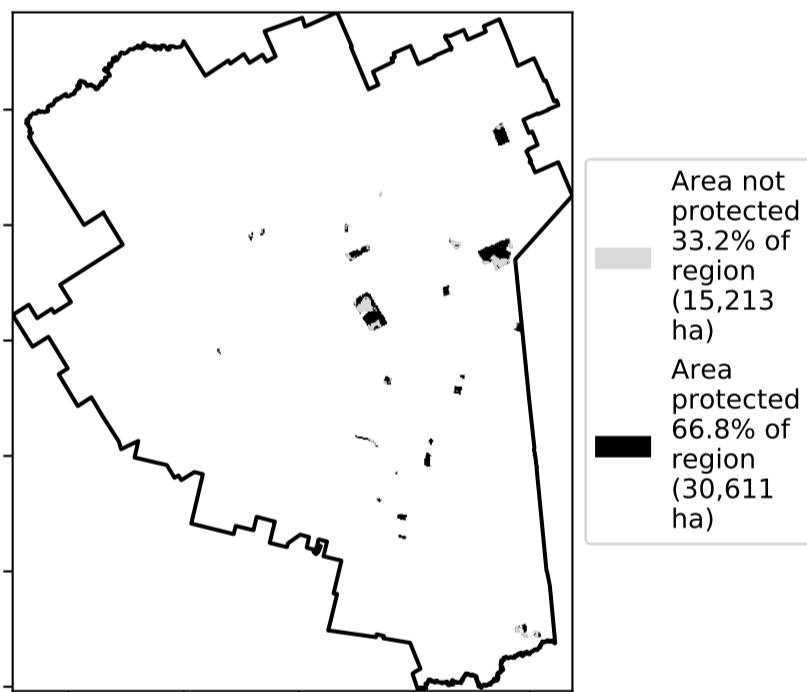 Area not
protected
33.2% of
region
(15,213
ha)
Area
protected
66.8% of
region
(30,611
ha)